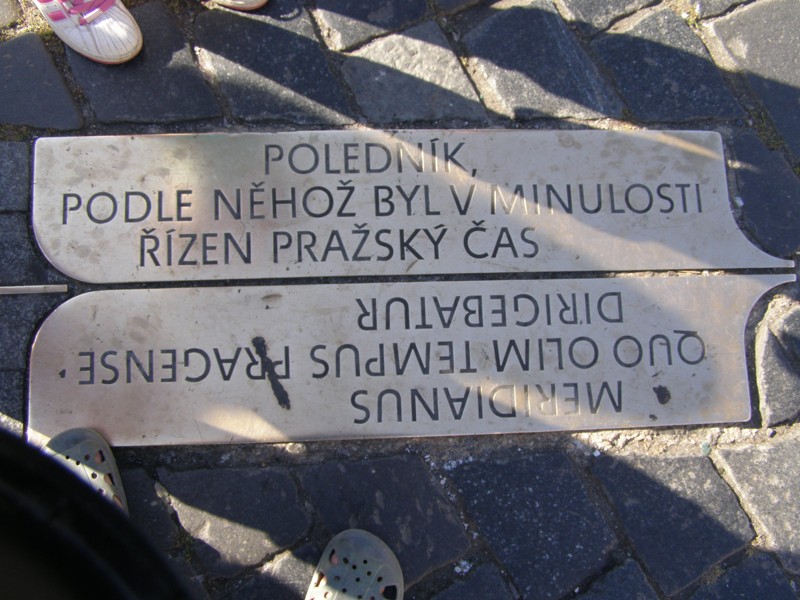 POLEDNÍK,
PODLE NĚHOŽ BYL V MINULOSTI
ŘÍZEN PRAŽSKÝ ČAS
MERIDIANUS
QUO OLIM TEMPUS PRAGENSE
DIRIGEBATUR